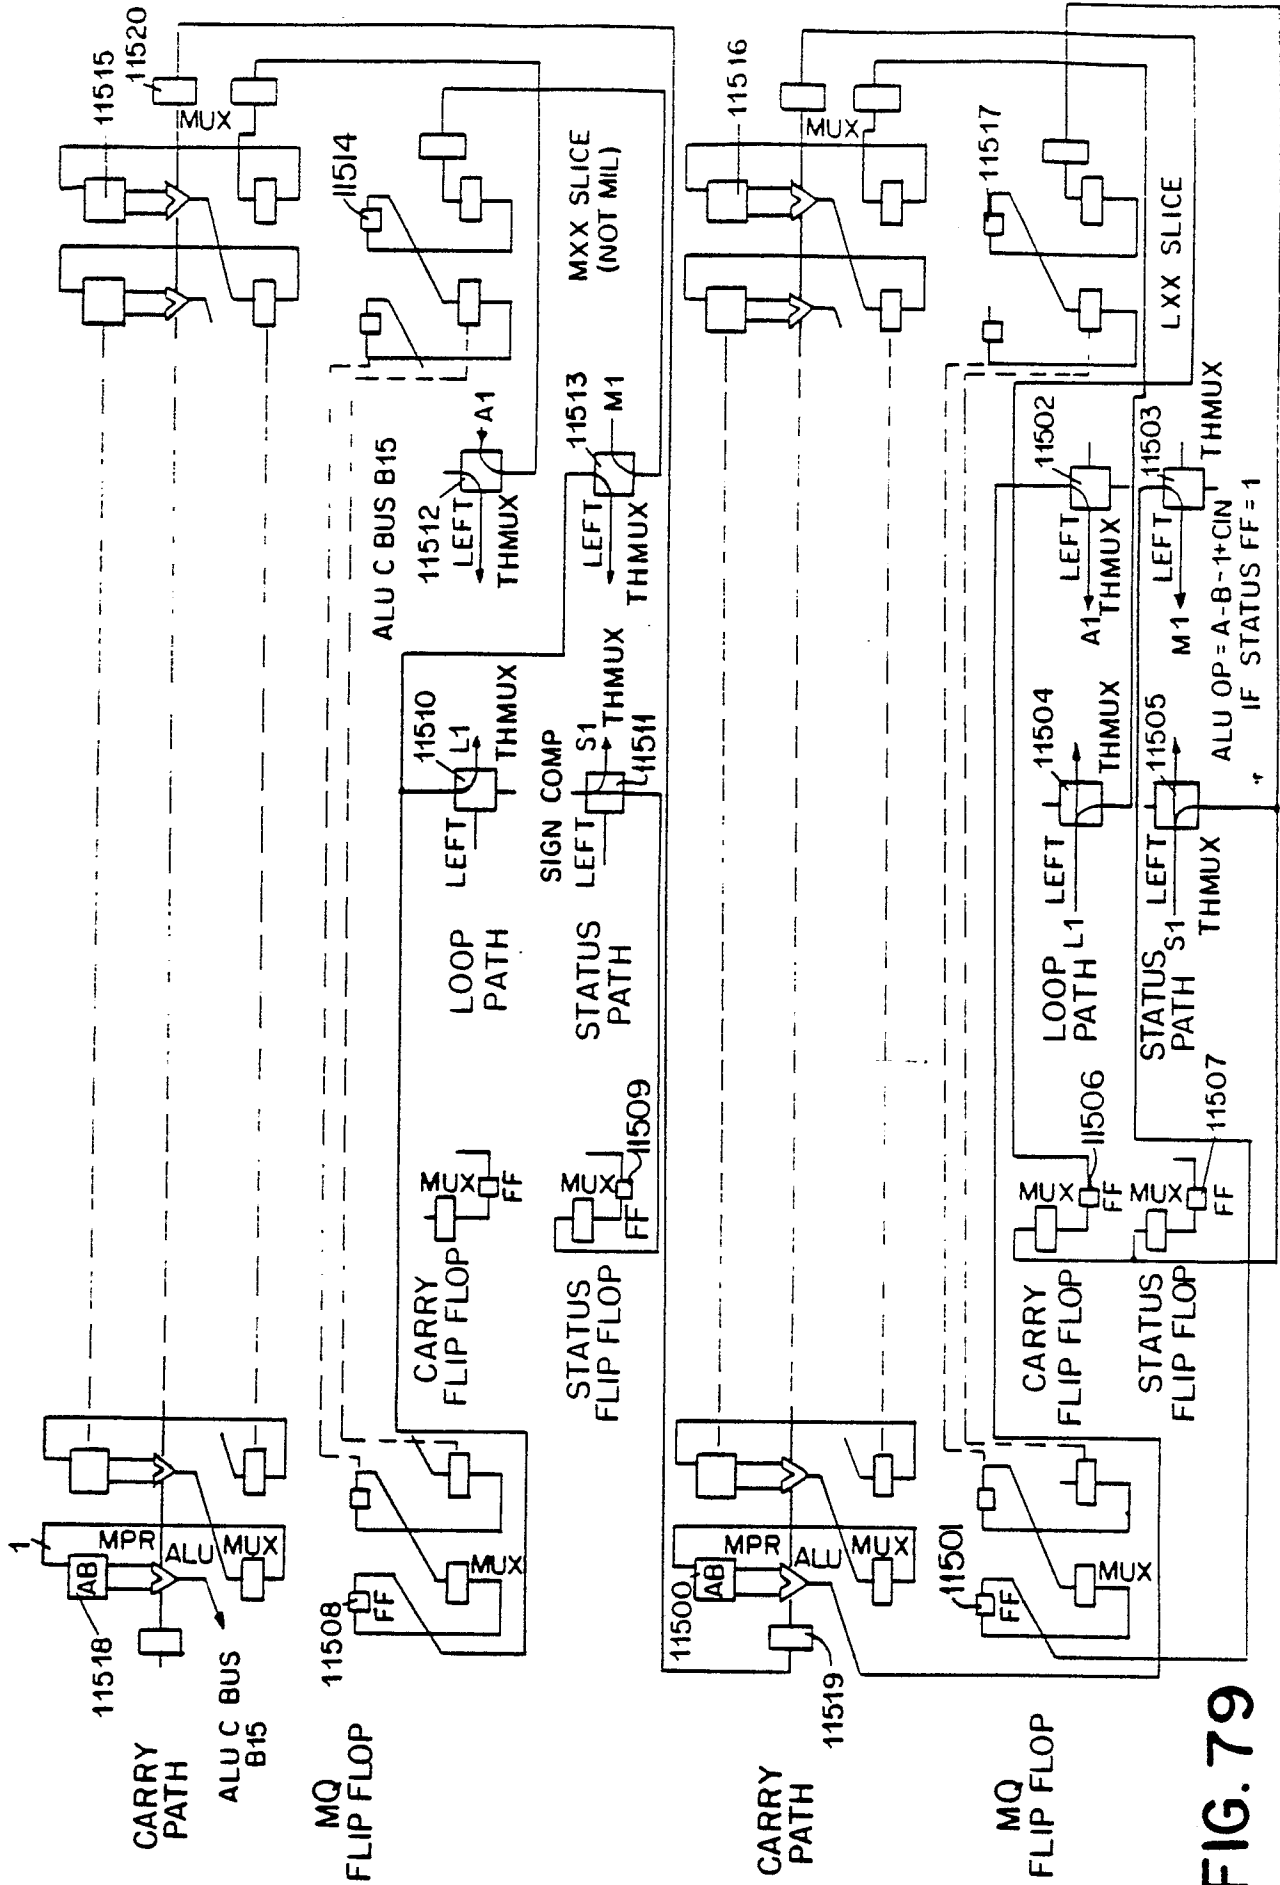 1
11518
AB
MPR
ALU
MUX
CARRY
PATH
ALU C BUS
B15
11515
11520
MUX
MQ
FLIP FLOP
11508
FF
MUX
11514
ALU C BUS B15
CARRY
FLIP FLOP
MUX
FF
LOOP
PATH
LEFT
11510
L1
THMUX
11512
LEFT
THMUX
A1
MXX SLICE
(NOT MIL)
STATUS
FLIP FLOP
MUX
FF
11509
STATUS
PATH
SIGN COMP
LEFT
S1
THMUX
11511
LEFT
THMUX
11513
M1
11500
AB
MPR
ALU
MUX
CARRY
PATH
11519
11516
MUX
MQ
FLIP FLOP
11501
FF
MUX
11517
LXX SLICE
CARRY
FLIP FLOP
MUX
FF
11506
LOOP
PATH
L1
LEFT
11504
THMUX
A1
LEFT
THMUX
11502
STATUS
FLIP FLOP
MUX
FF
11507
STATUS
PATH
S1
LEFT
THMUX
11505
M1
LEFT
11503
THMUX
ALU OP = A-B-1+CIN
IF STATUS FF = 1
FIG. 79